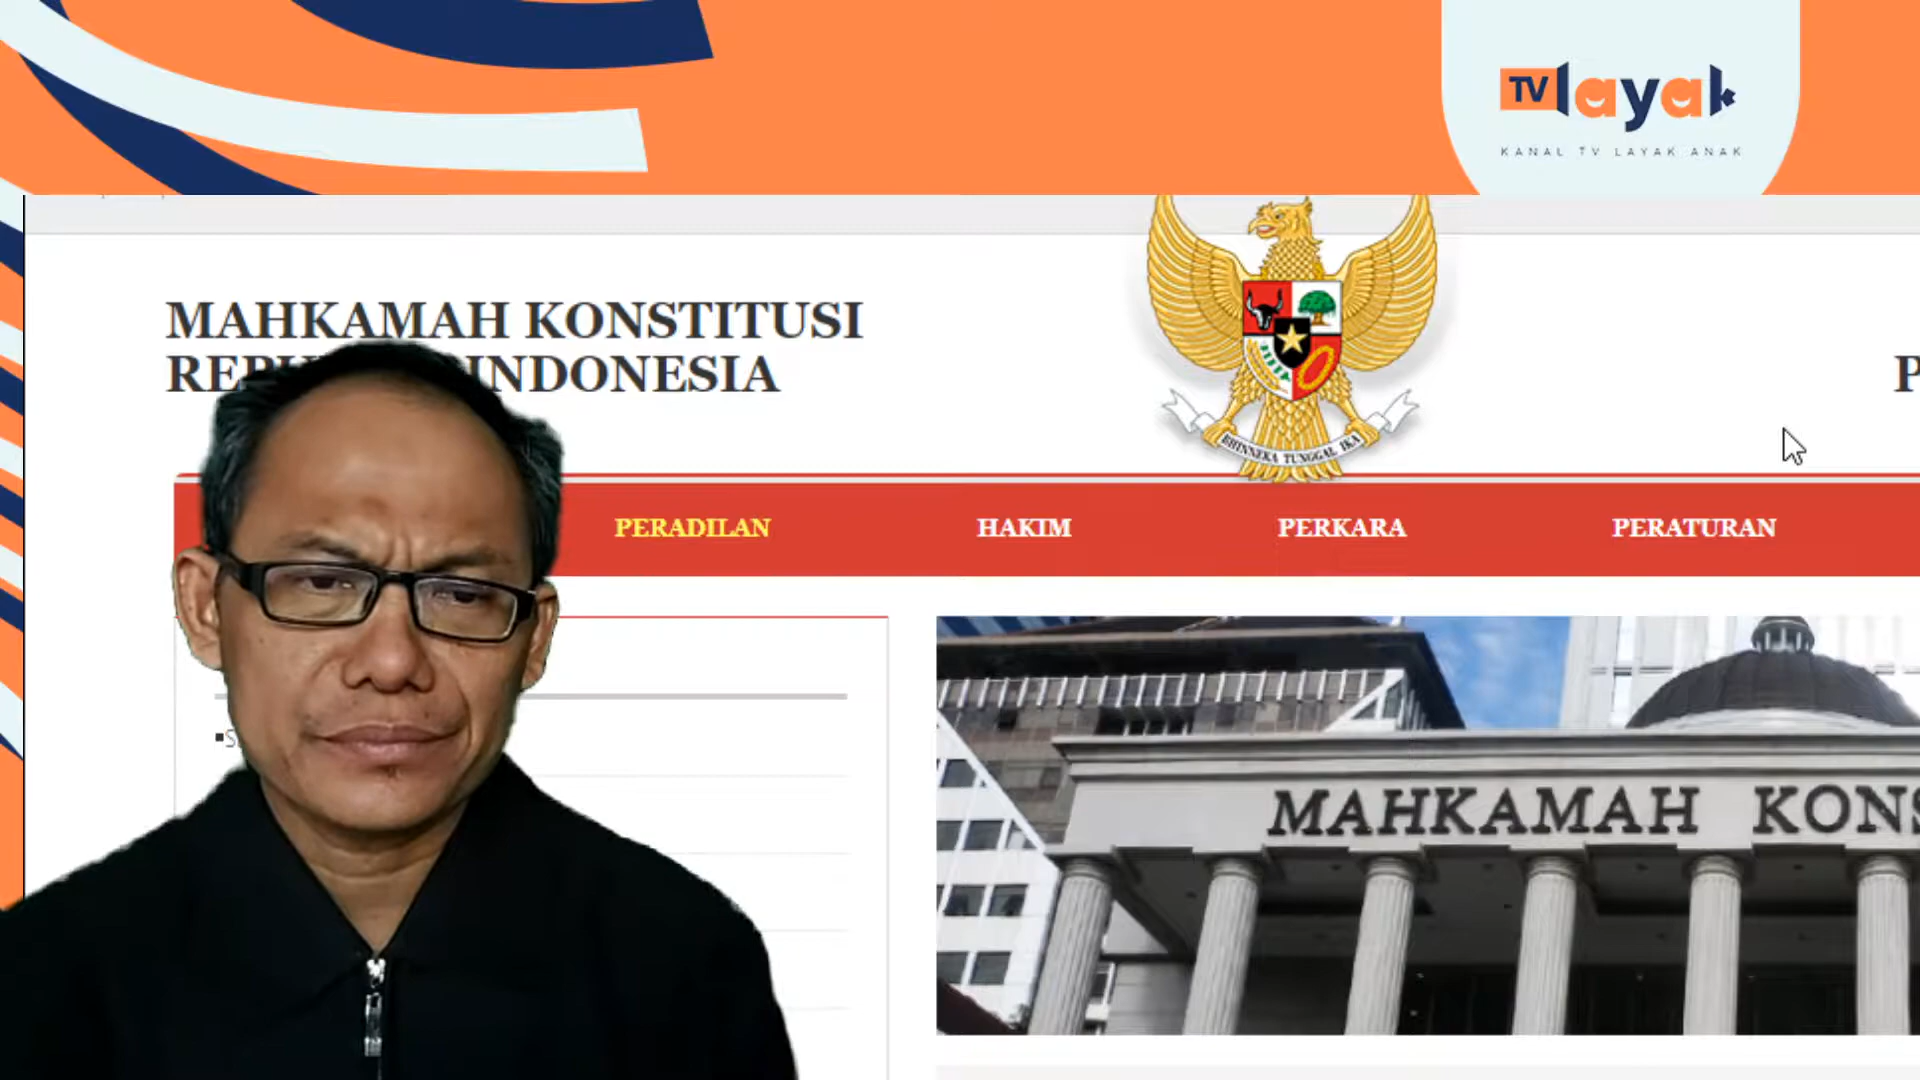 TV layak
KANAL TV LAYAK ANAK
MAHKAMAH KONSTITUSI
INDONESIA
BHINNEKA TUNGGAL IKA
PERADILAN
HAKIM
PERKARA
PERATURAN
MAHKAMAH